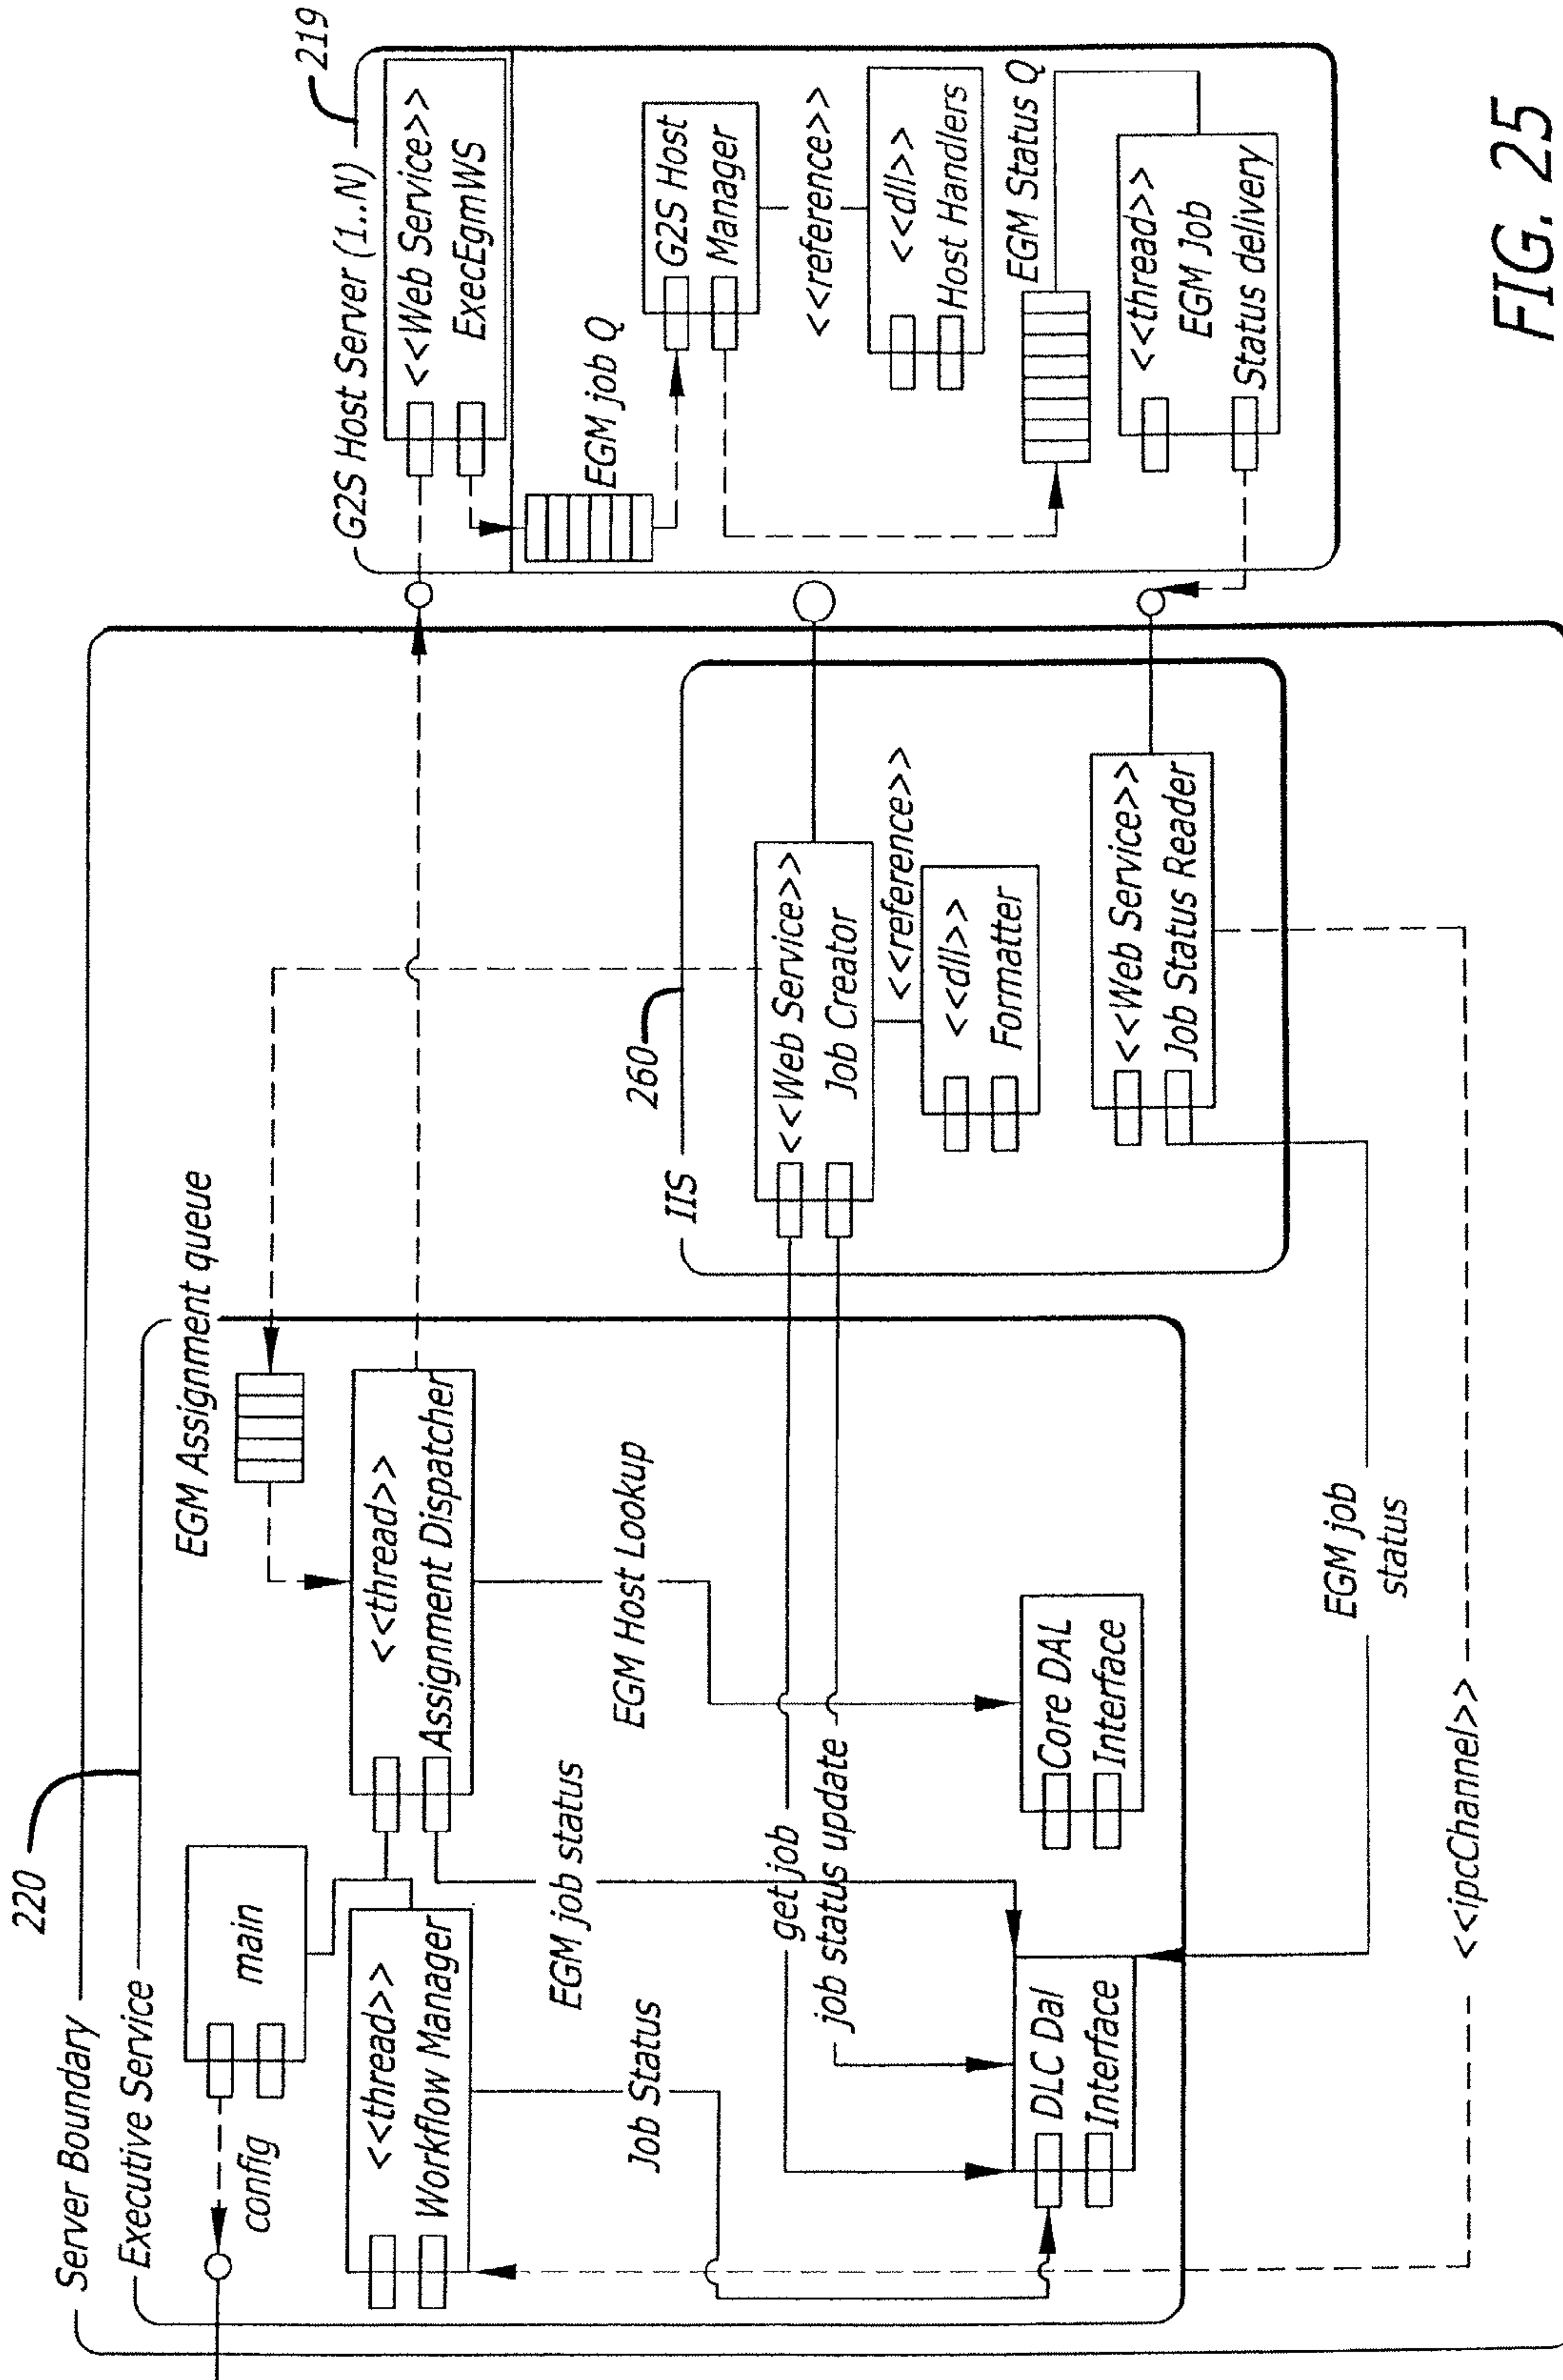 220
Server Boundary
Executive Service
config
main
<<thread>>
Workflow Manager
Job Status
EGM job status
<<thread>>
Assignment Dispatcher
EGM Assignment queue
EGM Host Lookup
get job
job status update
DLC Dal
Interface
Core DAL
Interface
EGM job
status
<<ipcChannel>>
IIS
260
<<Web Service>>
Job Creator
<<reference>>
<<dll>>
Formatter
<<Web Service>>
Job Status Reader
G2S Host Server (1..N)
219
<<Web Service>>
ExecEgmWS
EGM job Q
G2S Host
Manager
<<reference>>
<<dll>>
Host Handlers
EGM Status Q
<<thread>>
EGM Job
Status delivery
FIG. 25